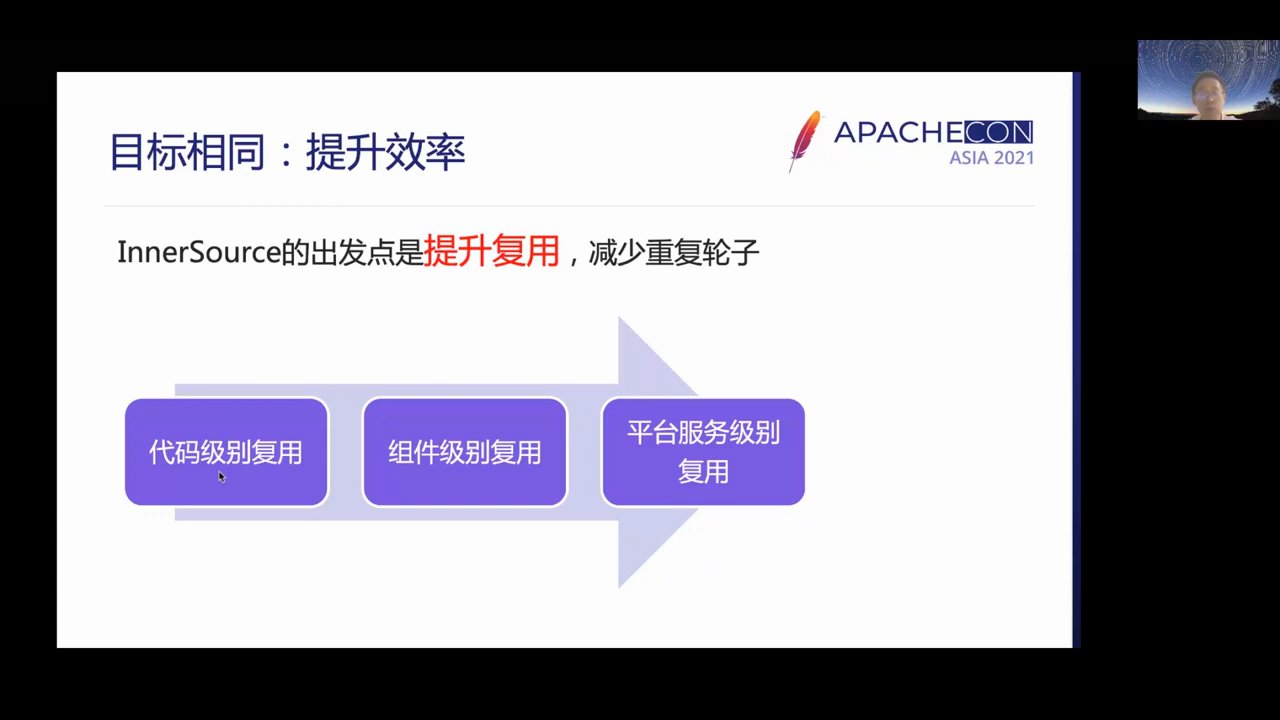 目标相同：提升效率
APACHECON
ASIA 2021
InnerSource的出发点是提升复用，减少重复轮子
代码级别复用
组件级别复用
平台服务级别
复用